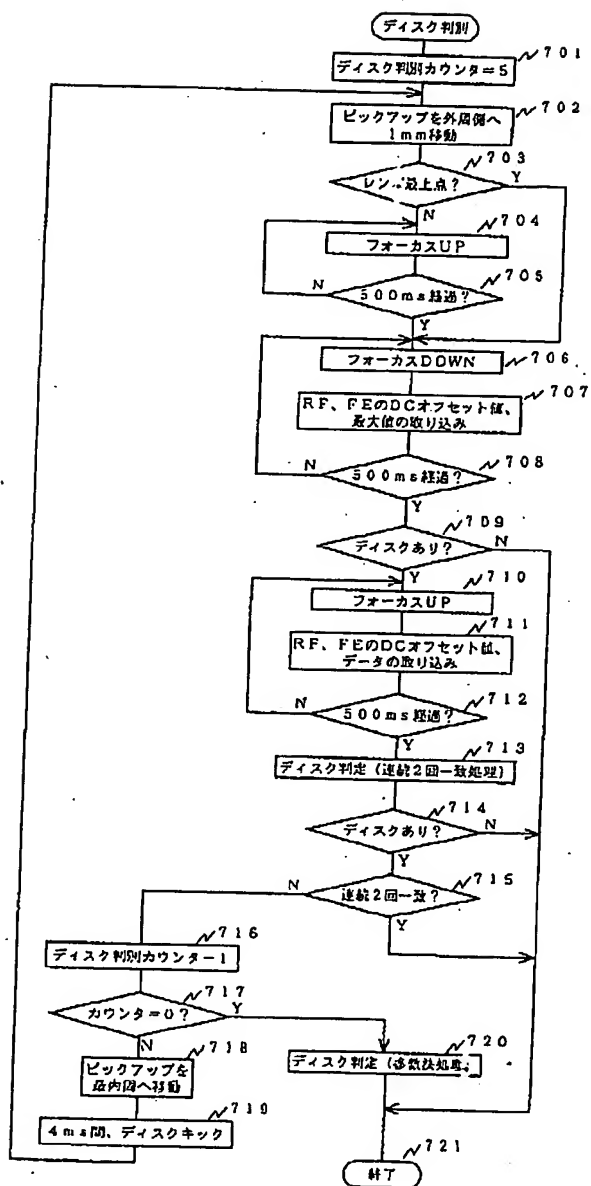 ディスク判別
701
ディスク判別カウンタ=5
702
ピックアップを外周側へ
1mm移動
703
レンズ最上点?
Y
N
704
フォーカスUP
705
500ms経過?
N
Y
フォーカスDOWN
706
707
RF、FEのDCオフセット値、
最大値の取り込み
708
500ms経過?
N
Y
709
ディスクあり?
N
Y
710
フォーカスUP
711
RF、FEのDCオフセット値、
データの取り込み
712
500ms経過?
N
Y
713
ディスク判定(連続2回一致処理)
714
ディスクあり?
N
Y
715
連続2回一致?
N
Y
716
ディスク判別カウンタ-1
717
カウンタ=0?
Y
N
718
ピックアップを
最内周へ移動
719
4ms間、ディスクキック
720
ディスク判定(多数決処理)
721
終了